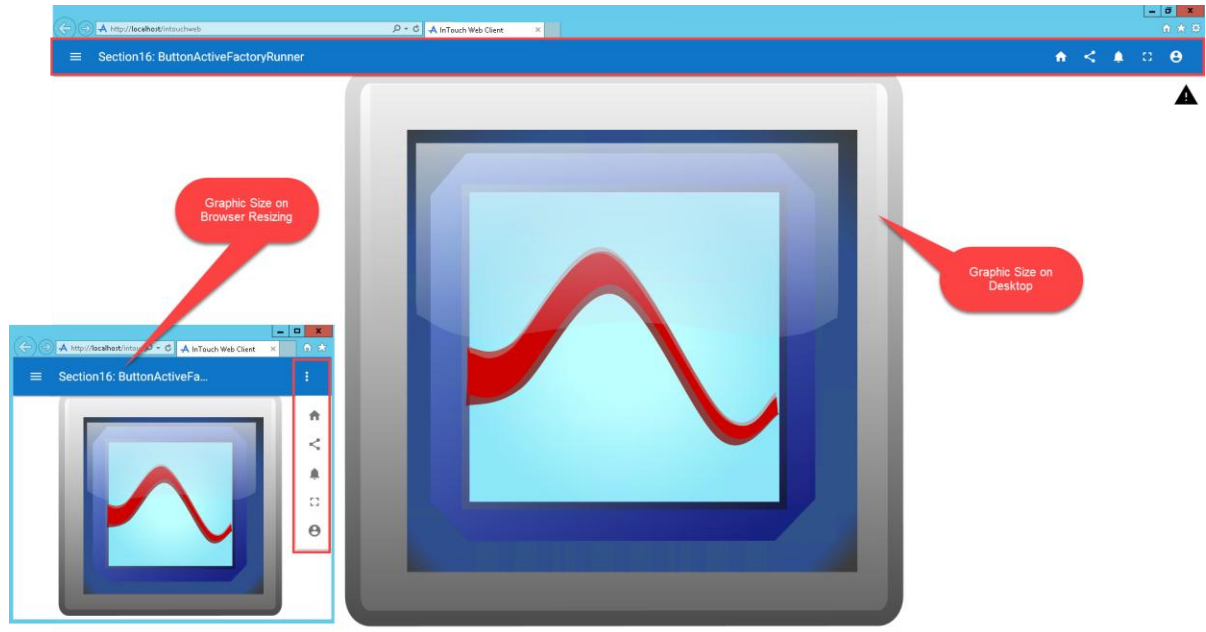 http://localhost/intouchweb
InTouch Web Client
Section16: ButtonActiveFactoryRunner
Graphic Size on
Browser Resizing
Graphic Size on
Desktop
http://localhost/intouc
InTouch Web Client
Section16: ButtonActiveFa...